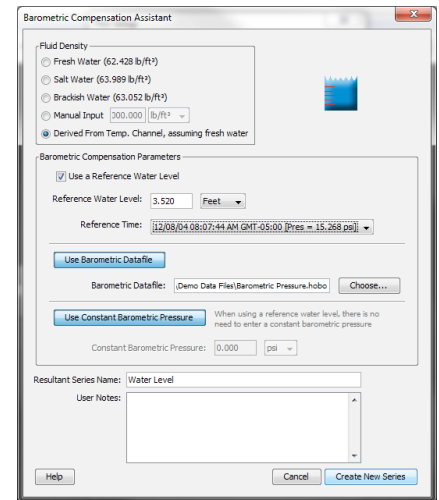 Barometric Compensation Assistant
Fluid Density
Fresh Water (62.428 lb/ft³)
Salt Water (63.989 lb/ft³)
Brackish Water (63.052 lb/ft³)
Manual Input 300.000 lb/ft³
Derived From Temp. Channel, assuming fresh water
Barometric Compensation Parameters
Use a Reference Water Level
Reference Water Level: 3.520 Feet
Reference Time: 12/08/04 08:07:44 AM GMT-05:00 [Pres = 15.268 psi]
Use Barometric Datafile
Barometric Datafile: \Demo Data Files\Barometric Pressure.hobo Choose...
Use Constant Barometric Pressure When using a reference water level, there is no
need to enter a constant barometric pressure
Constant Barometric Pressure: 0.000 psi
Resultant Series Name: Water Level
User Notes:
Help Cancel Create New Series